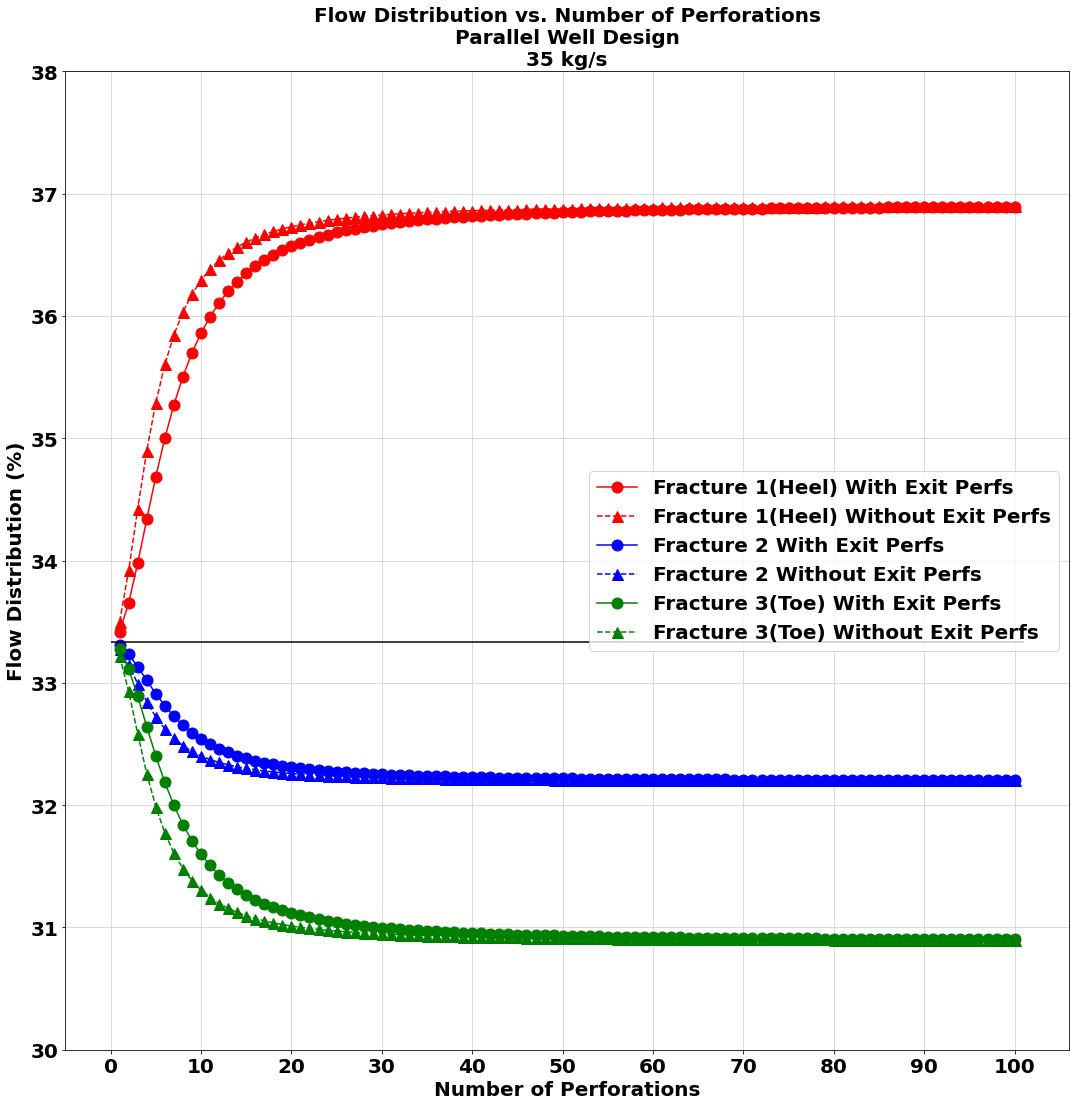 Flow Distribution vs. Number of Perforations
Parallel Well Design
35 kg/s
38
37
36
35
34
33
32
31
30
Flow Distribution (%)
Fracture 1(Heel) With Exit Perfs
Fracture 1(Heel) Without Exit Perfs
Fracture 2 With Exit Perfs
Fracture 2 Without Exit Perfs
Fracture 3(Toe) With Exit Perfs
Fracture 3(Toe) Without Exit Perfs
0 10 20 30 40 50 60 70 80 90 100
Number of Perforations